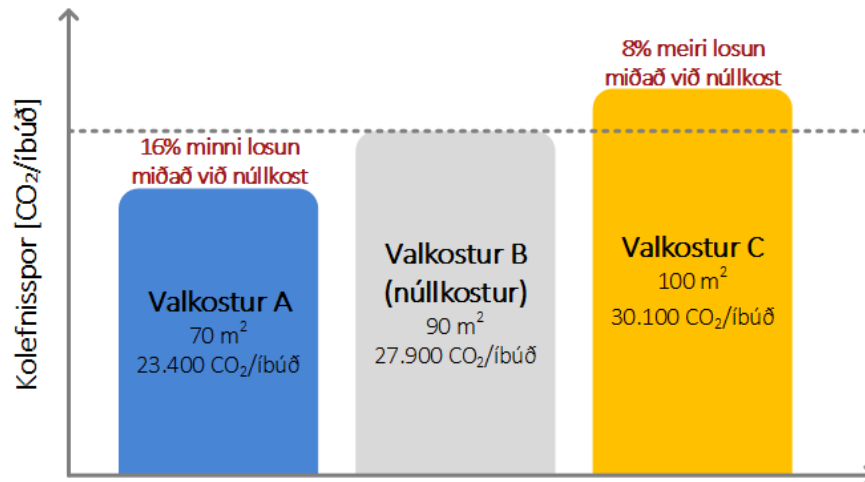 Kolefnisspor [CO₂/íbúð]
16% minni losun
miðað við núllkost
Valkostur A
70 m²
23.400 CO₂/íbúð
Valkostur B
(núllkostur)
90 m²
27.900 CO₂/íbúð
8% meiri losun
miðað við núllkost
Valkostur C
100 m²
30.100 CO₂/íbúð